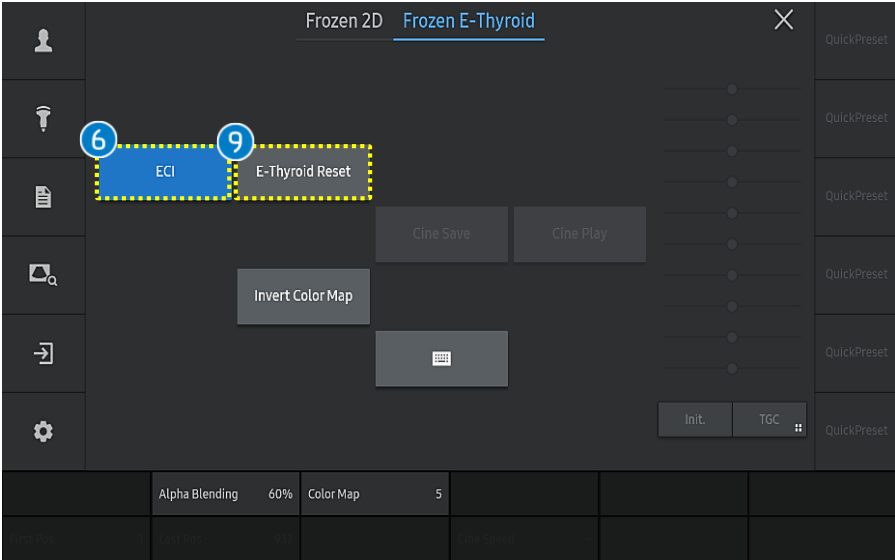 Frozen 2D Frozen E-Thyroid
QuickPreset
QuickPreset
6 9
ECI E-Thyroid Reset
QuickPreset
Cine Save Cine Play
QuickPreset
Invert Color Map
QuickPreset
Init. TGC
QuickPreset
Alpha Blending 60% Color Map 5
First Pos 1 Last Pos Cine Speed